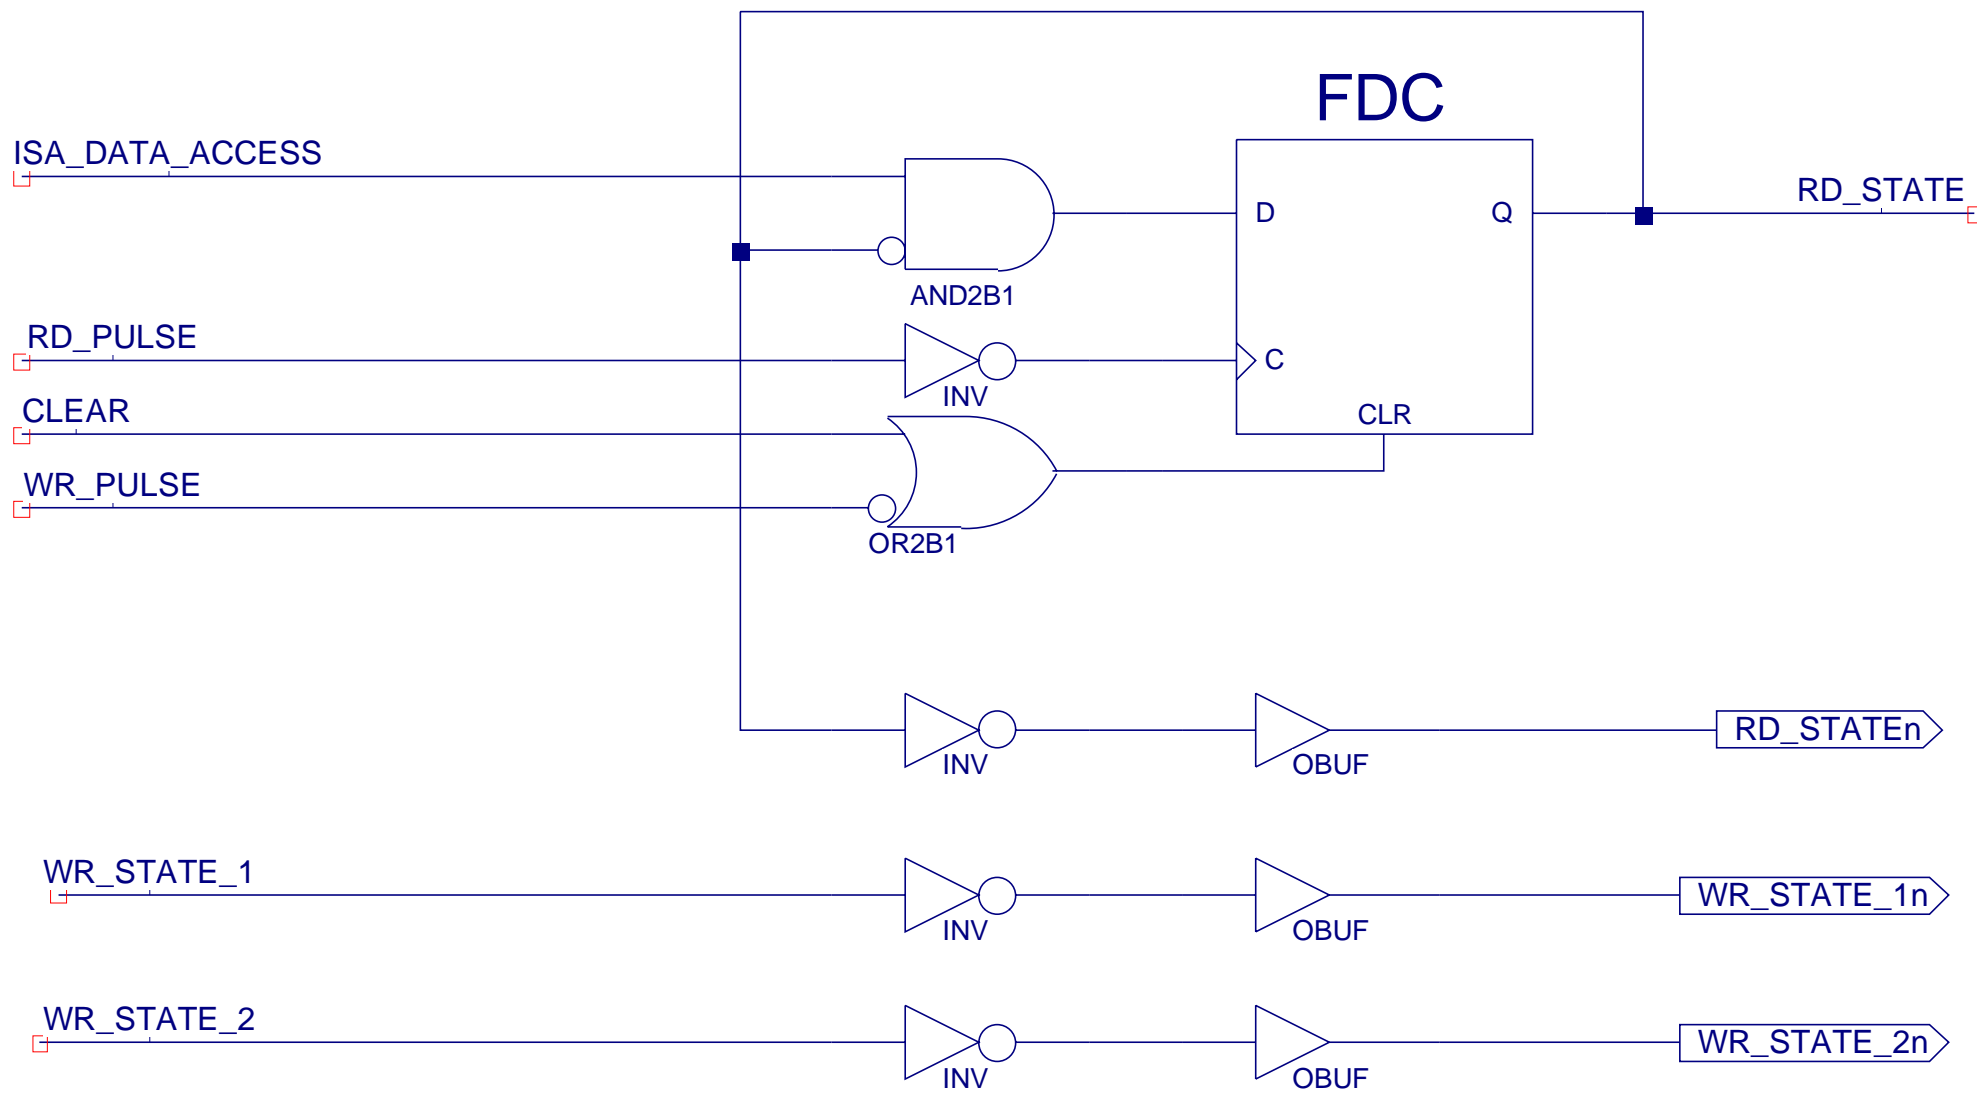 FDC
ISA_DATA_ACCESS
RD_STATE
D
Q
AND2B1
RD_PULSE
C
INV
CLEAR
CLR
WR_PULSE
OR2B1
RD_STATEn
INV
OBUF
WR_STATE_1
WR_STATE_1n
INV
OBUF
WR_STATE_2
WR_STATE_2n
INV
OBUF